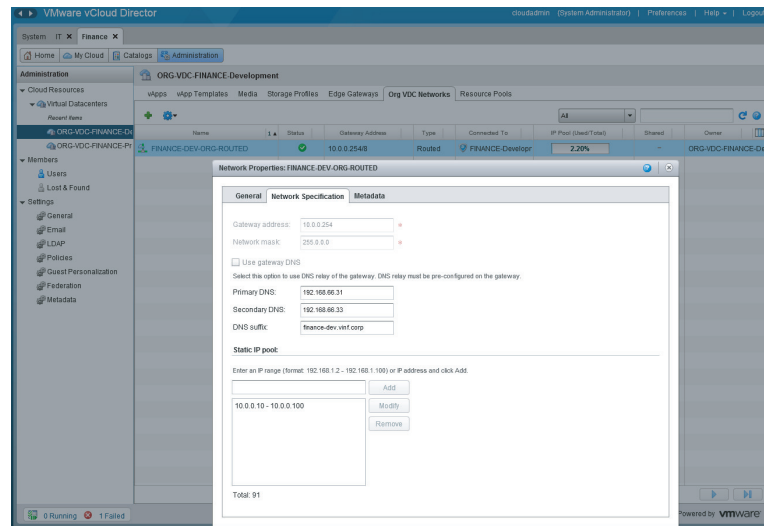 VMware vCloud Director
cloudadmin (System Administrator) | Preferences | Help | Logout
System IT Finance
Home My Cloud Catalogs Administration
Administration
ORG-VDC-FINANCE-Development
Cloud Resources
Virtual Datacenters
Recent Items
ORG-VDC-FINANCE-De
ORG-VDC-FINANCE-Pr
Members
Users
Lost & Found
Settings
General
Email
LDAP
Policies
Guest Personalization
Federation
Metadata
vApps vApp Templates Media Storage Profiles Edge Gateways Org VDC Networks Resource Pools
All
Name 1 Status Gateway Address Type Connected To IP Pool (Used/Total) Shared Owner
FINANCE-DEV-ORG-ROUTED 10.0.0.254/8 Routed FINANCE-Developr 2.20% - ORG-VDC-FINANCE-De
Network Properties: FINANCE-DEV-ORG-ROUTED
General Network Specification Metadata
Gateway address: 10.0.0.254 *
Network mask: 255.0.0.0 *
Use gateway DNS
Select this option to use DNS relay of the gateway. DNS relay must be pre-configured on the gateway.
Primary DNS: 192.168.66.31
Secondary DNS: 192.168.66.33
DNS suffix: finance-dev.vinf.corp
Static IP pool:
Enter an IP range (format: 192.168.1.2 - 192.168.1.100) or IP address and click Add.
Add
10.0.0.10 - 10.0.0.100
Modify
Remove
Total: 91
0 Running 1 Failed
Powered by vmware